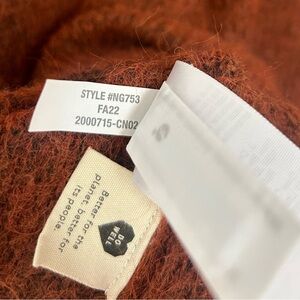 STYLE #NG753
FA22
2000715-CN02
DO
WELL
Better for the
planet, better for
its people.